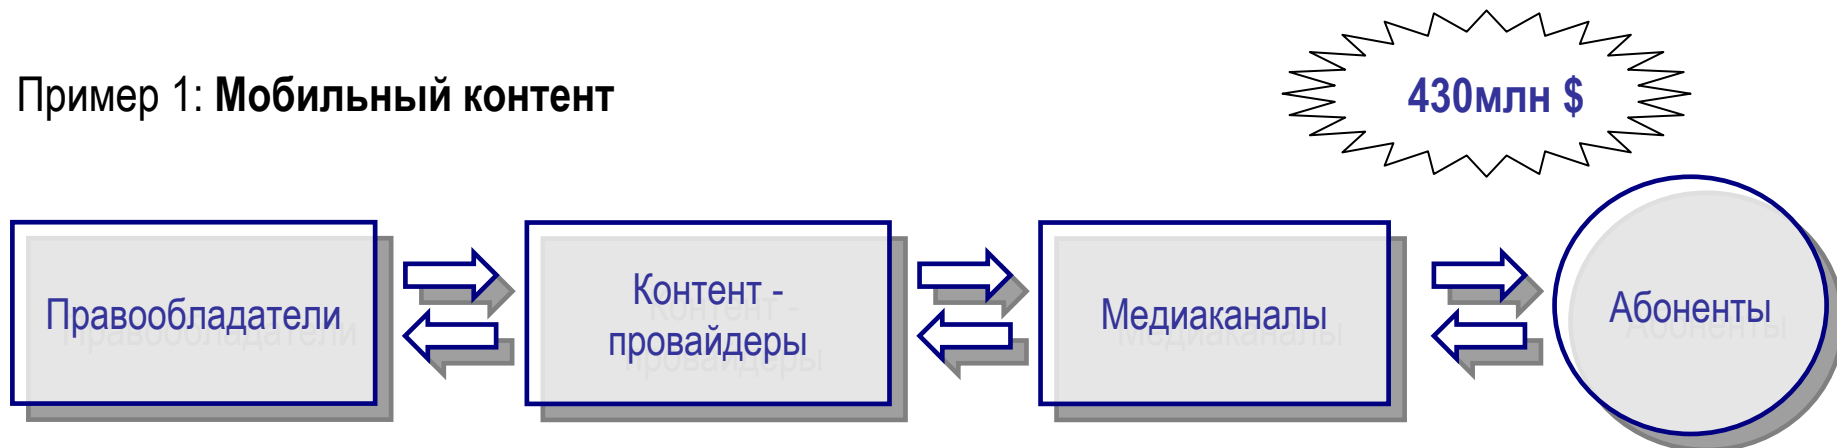 Пример 1: Мобильный контент
430млн $
Правообладатели
Контент -
провайдеры
Медиаканалы
Абоненты